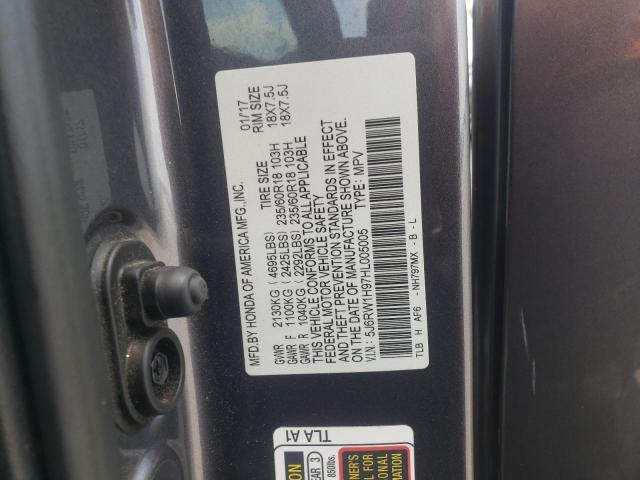 MFD.BY HONDA OF AMERICA MFG.,INC.
01/17
TIRE SIZE RIM SIZE
GVWR 2130KG (4695LBS)
GAWR F 1100KG (2425LBS) 235/60R18 103H 18X7.5J
GAWR R 1040KG (2292LBS) 235/60R18 103H 18X7.5J
THIS VEHICLE CONFORMS TO ALL APPLICABLE
FEDERAL MOTOR VEHICLE SAFETY
AND THEFT PREVENTION STANDARDS IN EFFECT
ON THE DATE OF MANUFACTURE SHOWN ABOVE.
V.I.N.: 5J6RW1H97HL005005 TYPE: MPV
TLB H AF6 - NH797MX - B - L
TLA A1
850lbs.